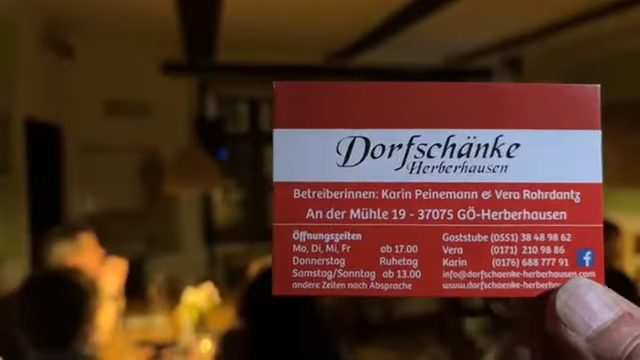 Dorfschänke
Herberhausen
Betreiberinnen: Karin Peinemann & Vera Rohrdantz
An der Mühle 19 - 37075 GÖ-Herberhausen
Öffnungszeiten
Mo, Di, Mi, Fr ab 17.00
Donnerstag Ruhetag
Samstag/Sonntag ab 13.00
andere Zeiten nach Absprache
Gaststube (0551) 38 48 98 62
Vera (0171) 210 98 86
Karin (0176) 688 777 91
f
info@dorfschaenke-herberhausen.com